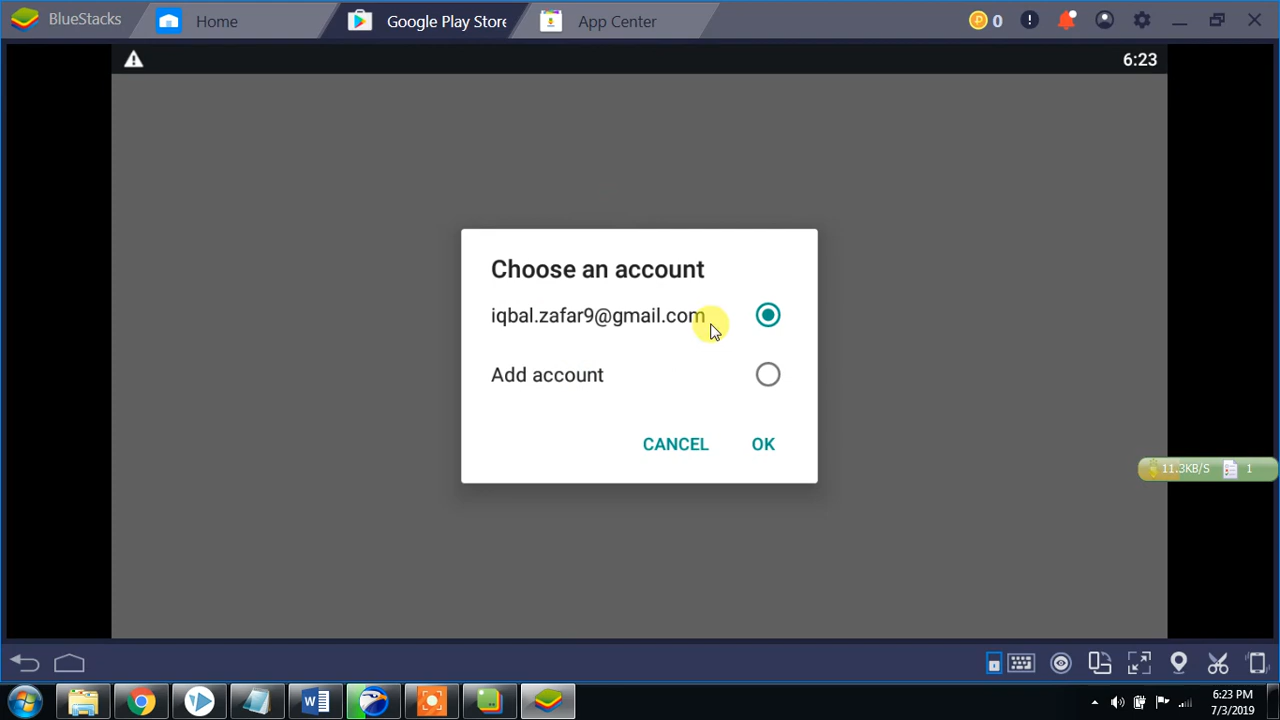 BlueStacks Home Google Play Store App Center 0
6:23
Choose an account
iqbal.zafar9@gmail.com
Add account
CANCEL OK
11.3KB/S 1
6:23 PM
7/3/2019